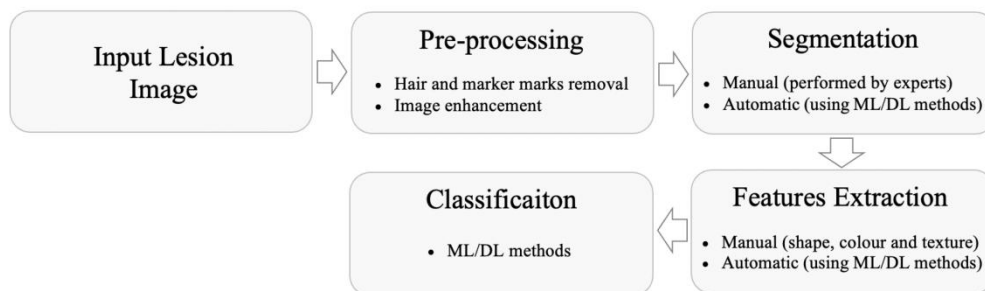 Input Lesion
Image
Pre-processing
• Hair and marker marks removal
• Image enhancement
Segmentation
• Manual (performed by experts)
• Automatic (using ML/DL methods)
Features Extraction
• Manual (shape, colour and texture)
• Automatic (using ML/DL methods)
Classificaiton
• ML/DL methods